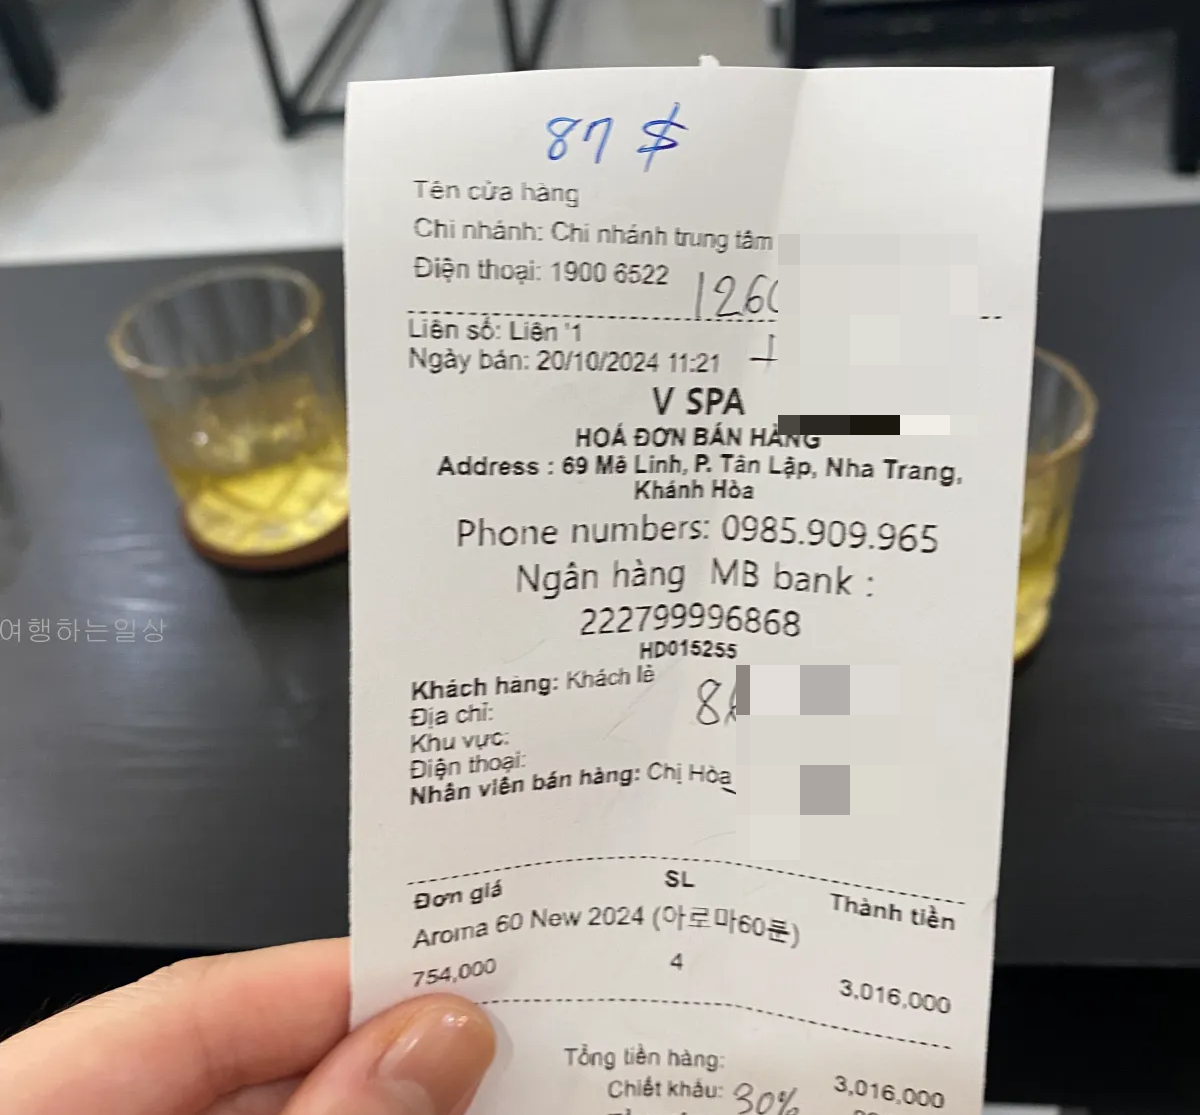 87 $
Tên cửa hàng
Chi nhánh: Chi nhánh trung tâm
Điện thoại: 1900 6522
126
Liên số: Liên '1
Ngày bán: 20/10/2024 11:21
V SPA
HOÁ ĐƠN BÁN HÀNG
Address : 69 Mê Linh, P. Tân Lập, Nha Trang,
Khánh Hòa
Phone numbers: 0985.909.965
Ngân hàng MB bank :
222799996868
HD015255
Khách hàng: Khách lẻ
8
Địa chỉ:
Khu vực:
Điện thoại:
Nhân viên bán hàng: Chị Hòa
Đơn giá SL Thành tiền
Aroma 60 New 2024 (아로마60분)
754,000 4 3,016,000
Tổng tiền hàng: 3,016,000
Chiết khấu: 30%
여행하는일상